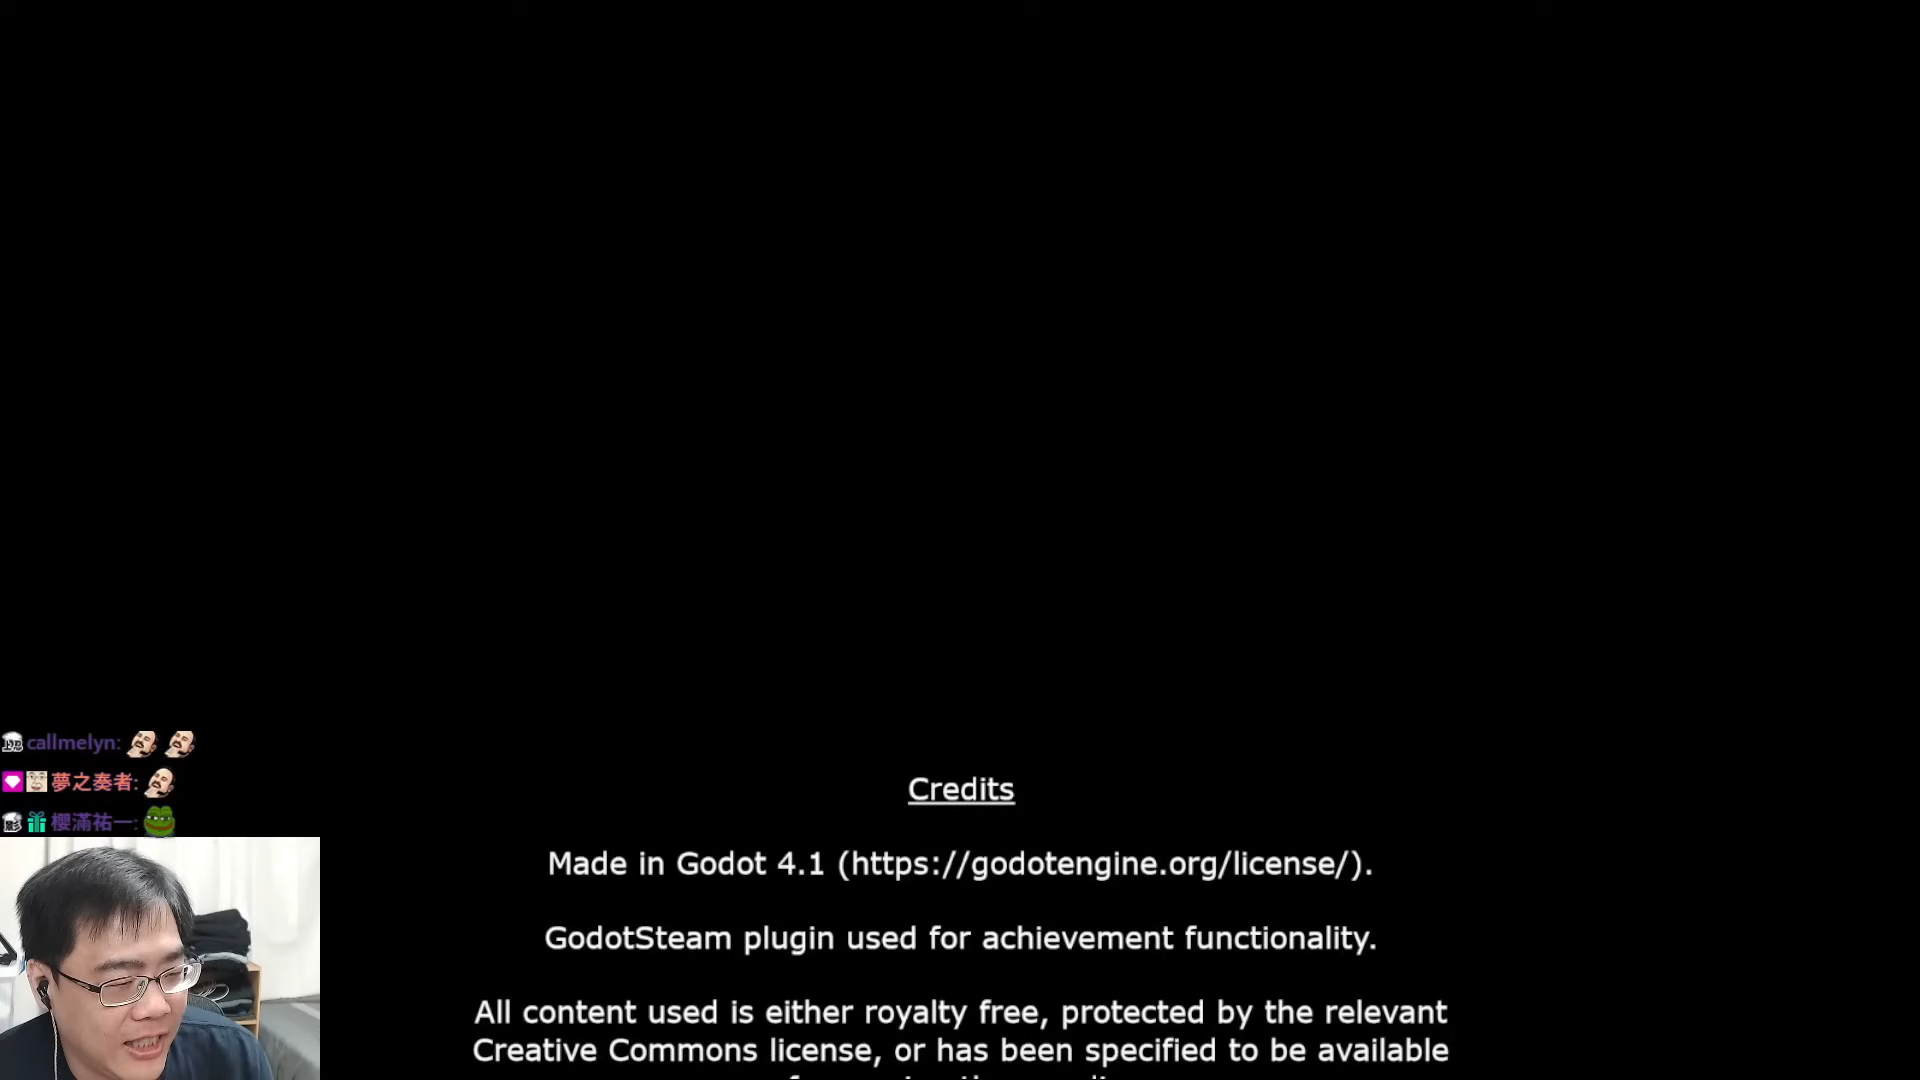 callmelyn:
夢之奏者:
櫻滿祐一:
Credits
Made in Godot 4.1 (https://godotengine.org/license/).
GodotSteam plugin used for achievement functionality.
All content used is either royalty free, protected by the relevant
Creative Commons license, or has been specified to be available